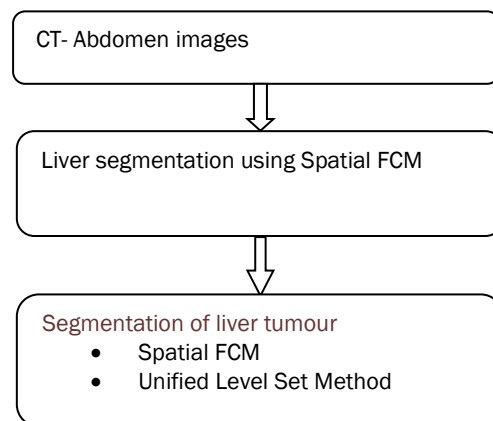 CT- Abdomen images
Liver segmentation using Spatial FCM
Segmentation of liver tumour
• Spatial FCM
• Unified Level Set Method